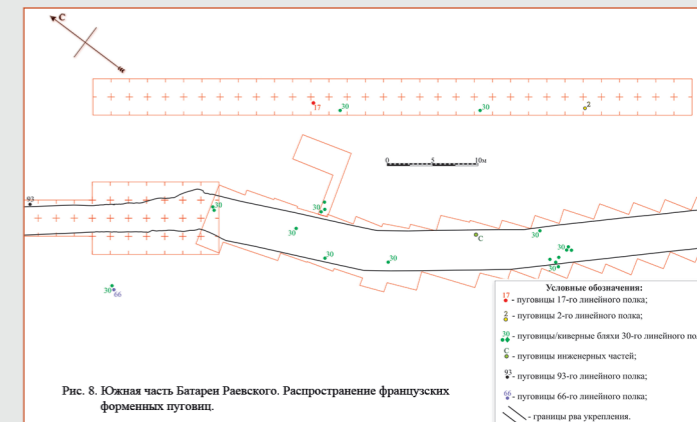 С
Ю
17
30
30
2
0 5 10м
93
30
30
30
С
30
30
30
30
30
30
66
Условные обозначения:
17 - пуговицы 17-го линейного полка;
2 - пуговицы 2-го линейного полка;
30 - пуговицы/киверные бляхи 30-го линейного
С - пуговицы инженерных частей;
93 - пуговицы 93-го линейного полка;
66 - пуговицы 66-го линейного полка;
- границы рва укрепления.
Рис. 8. Южная часть Батареи Раевского. Распространение французских
форменных пуговиц.